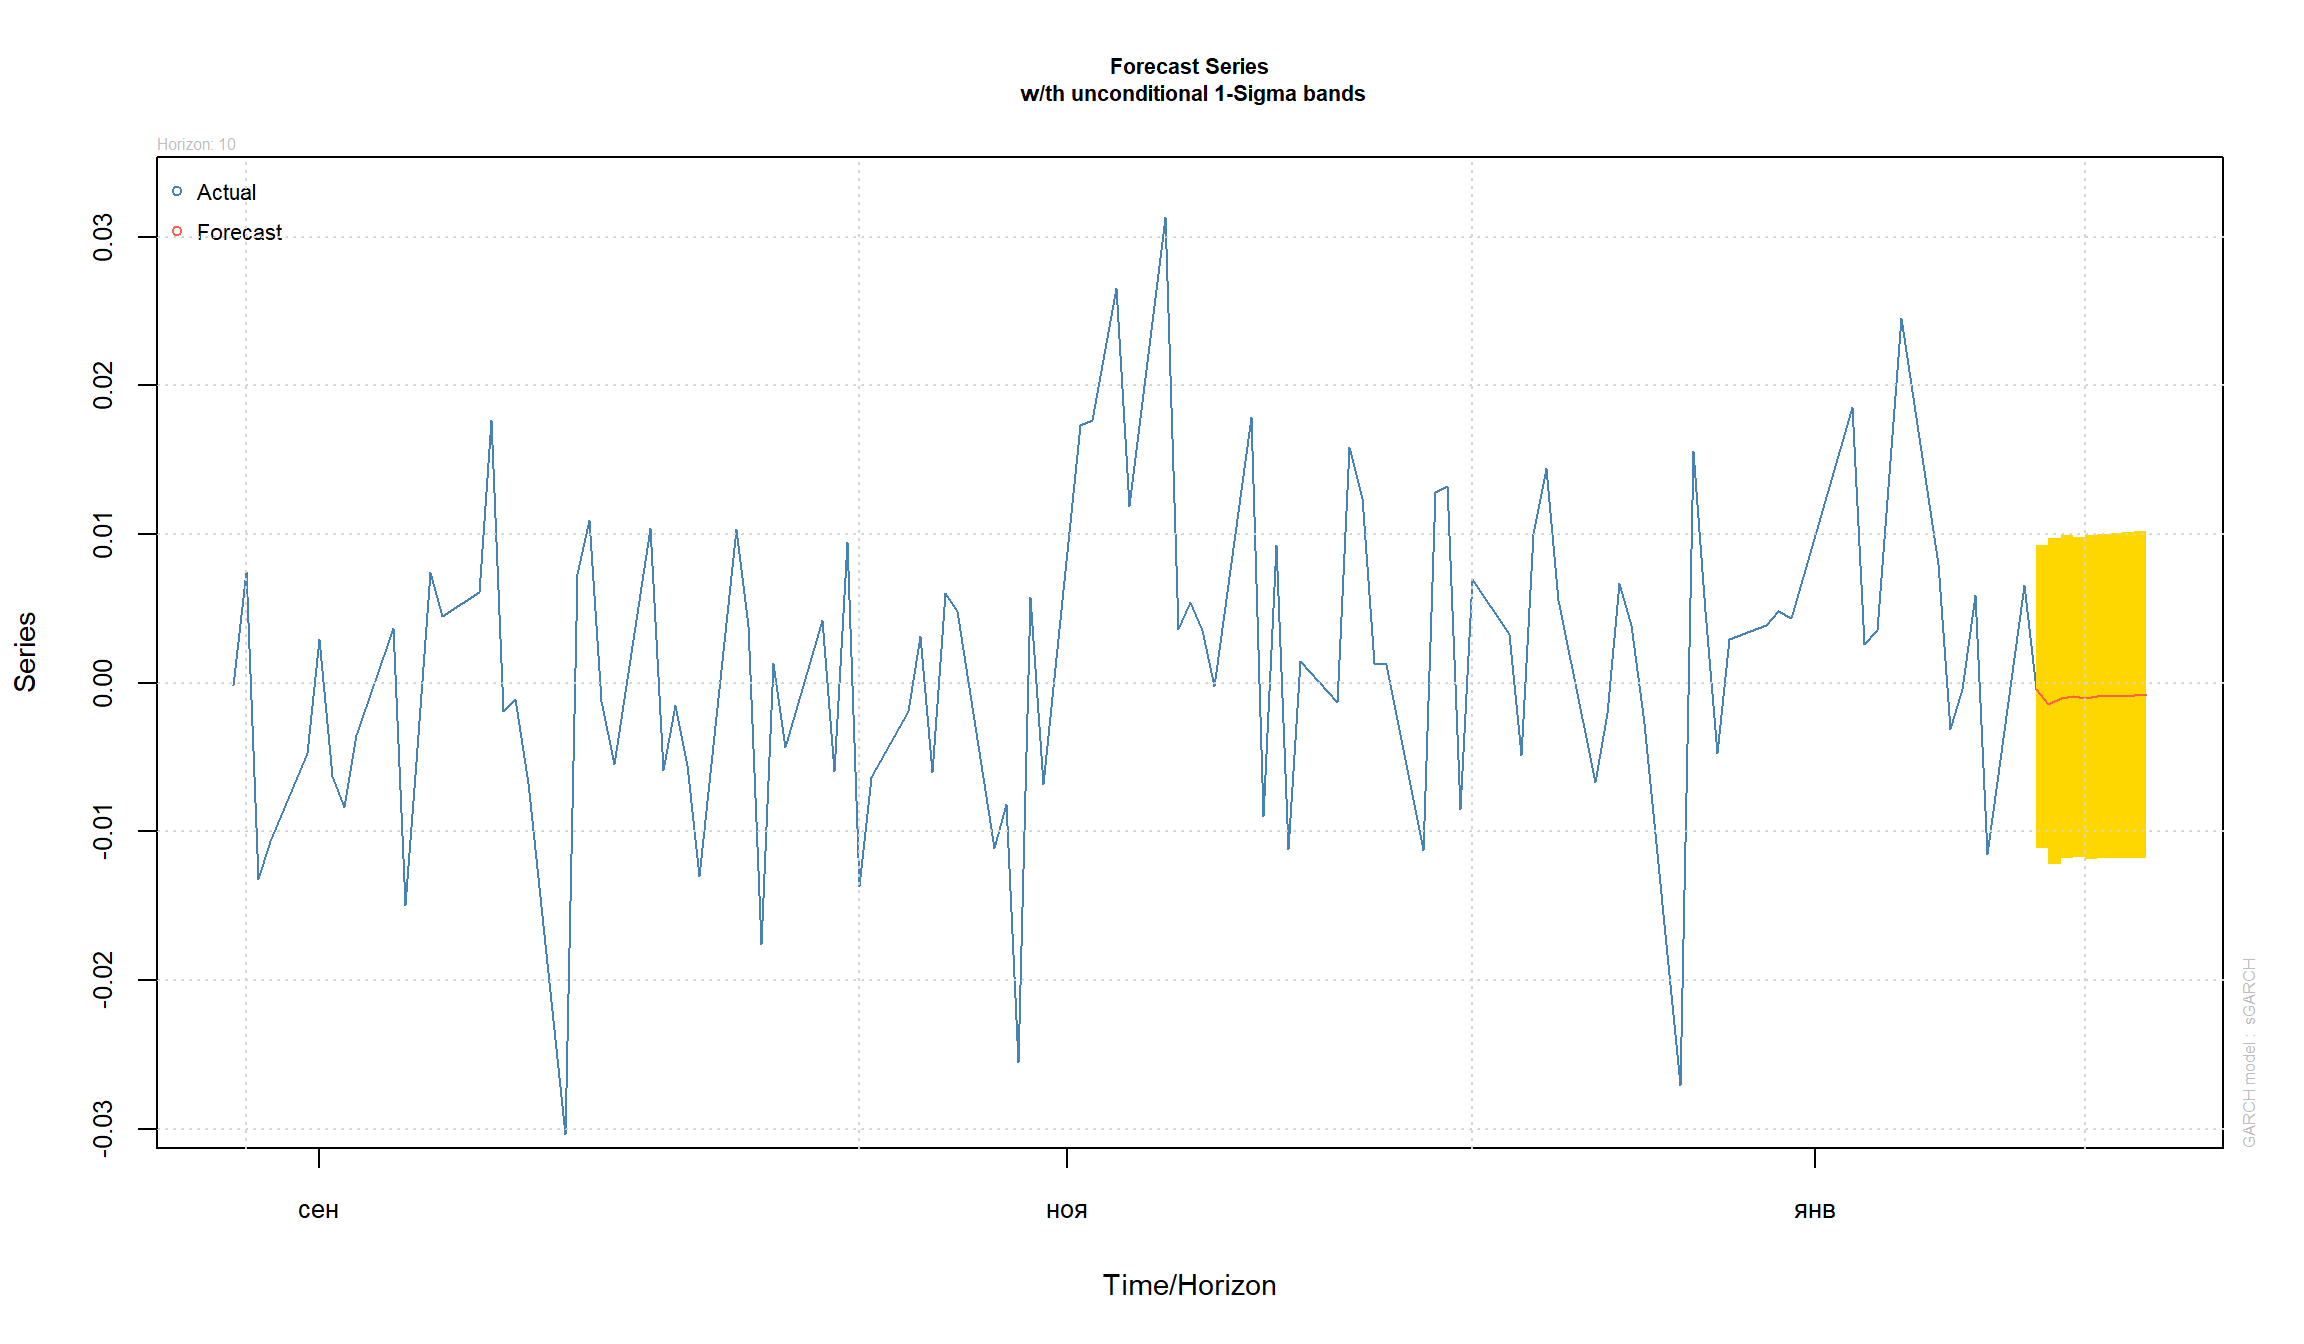 Forecast Series
w/th unconditional 1-Sigma bands
Horizon: 10
Actual
Forecast
0.03
0.02
0.01
0.00
-0.01
-0.02
-0.03
Series
сен
ноя
янв
Time/Horizon
GARCH model : sGARCH